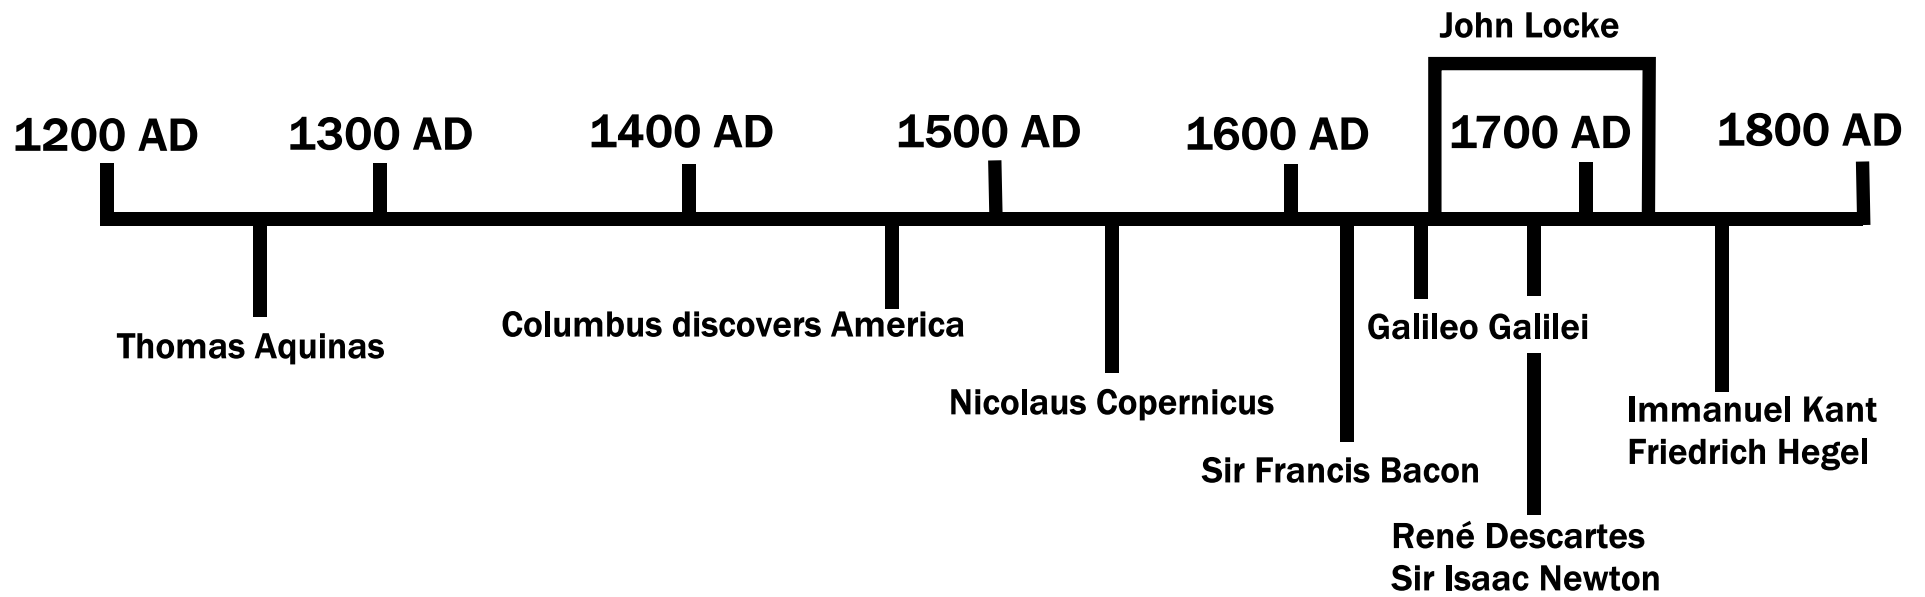 John Locke
1200 AD
1300 AD
1400 AD
1500 AD
1600 AD
1700 AD
1800 AD
Thomas Aquinas
Columbus discovers America
Nicolaus Copernicus
Sir Francis Bacon
Galileo Galilei
René Descartes
Sir Isaac Newton
Immanuel Kant
Friedrich Hegel